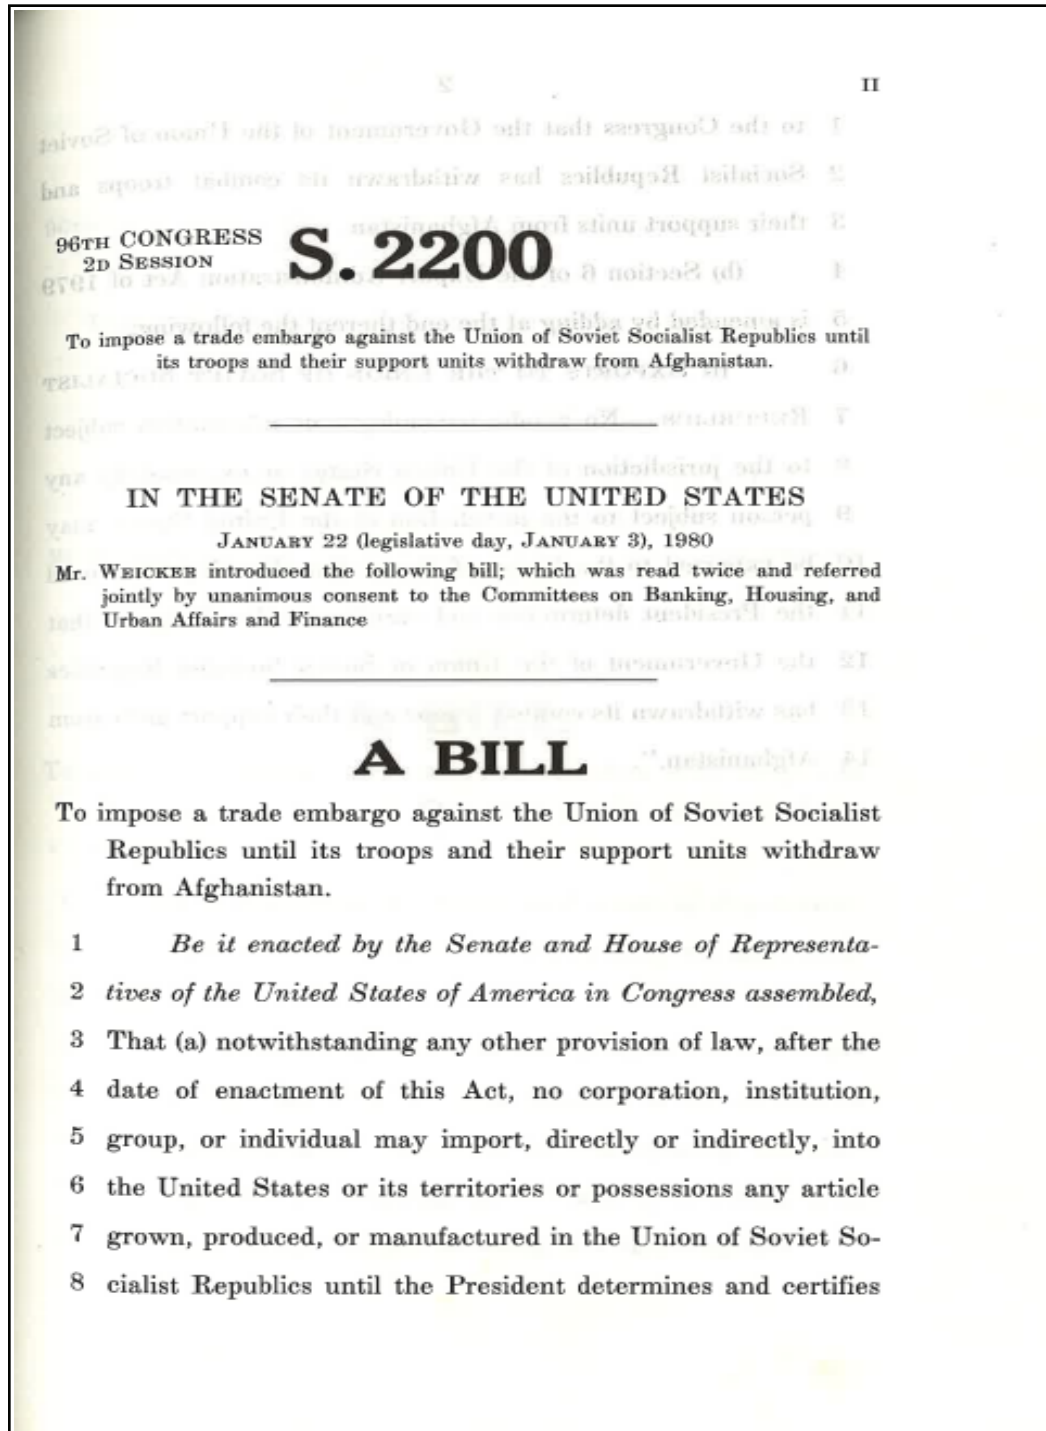 II
96TH CONGRESS
2D SESSION
S. 2200
To impose a trade embargo against the Union of Soviet Socialist Republics until
its troops and their support units withdraw from Afghanistan.
IN THE SENATE OF THE UNITED STATES
JANUARY 22 (legislative day, JANUARY 3), 1980
Mr. WEICKER introduced the following bill; which was read twice and referred
jointly by unanimous consent to the Committees on Banking, Housing, and
Urban Affairs and Finance
A BILL
To impose a trade embargo against the Union of Soviet Socialist
Republics until its troops and their support units withdraw
from Afghanistan.
1 Be it enacted by the Senate and House of Representa-
2 tives of the United States of America in Congress assembled,
3 That (a) notwithstanding any other provision of law, after the
4 date of enactment of this Act, no corporation, institution,
5 group, or individual may import, directly or indirectly, into
6 the United States or its territories or possessions any article
7 grown, produced, or manufactured in the Union of Soviet So-
8 cialist Republics until the President determines and certifies